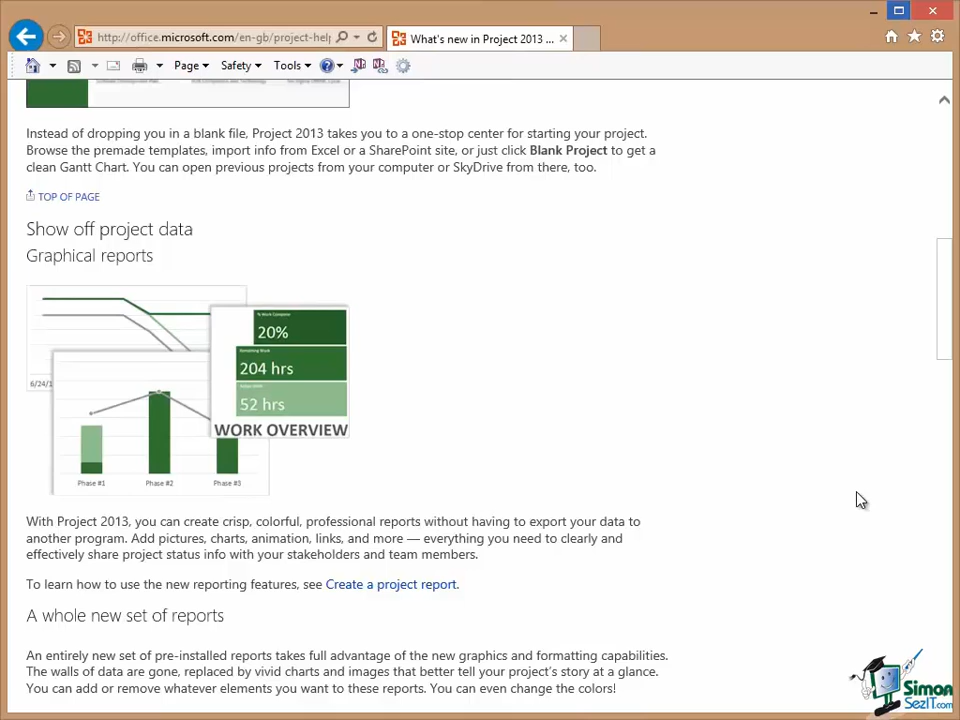 http://office.microsoft.com/en-gb/project-help
What's new in Project 2013 ...
Page
Safety
Tools
Instead of dropping you in a blank file, Project 2013 takes you to a one-stop center for starting your project.
Browse the premade templates, import info from Excel or a SharePoint site, or just click Blank Project to get a
clean Gantt Chart. You can open previous projects from your computer or SkyDrive from there, too.
TOP OF PAGE
Show off project data
Graphical reports
% Work Complete
20%
Remaining Work
204 hrs
Actual Work
52 hrs
WORK OVERVIEW
6/24/1
Phase #1
Phase #2
Phase #3
With Project 2013, you can create crisp, colorful, professional reports without having to export your data to
another program. Add pictures, charts, animation, links, and more — everything you need to clearly and
effectively share project status info with your stakeholders and team members.
To learn how to use the new reporting features, see Create a project report.
A whole new set of reports
An entirely new set of pre-installed reports takes full advantage of the new graphics and formatting capabilities.
The walls of data are gone, replaced by vivid charts and images that better tell your project's story at a glance.
You can add or remove whatever elements you want to these reports. You can even change the colors!
Simon
SezIT.com